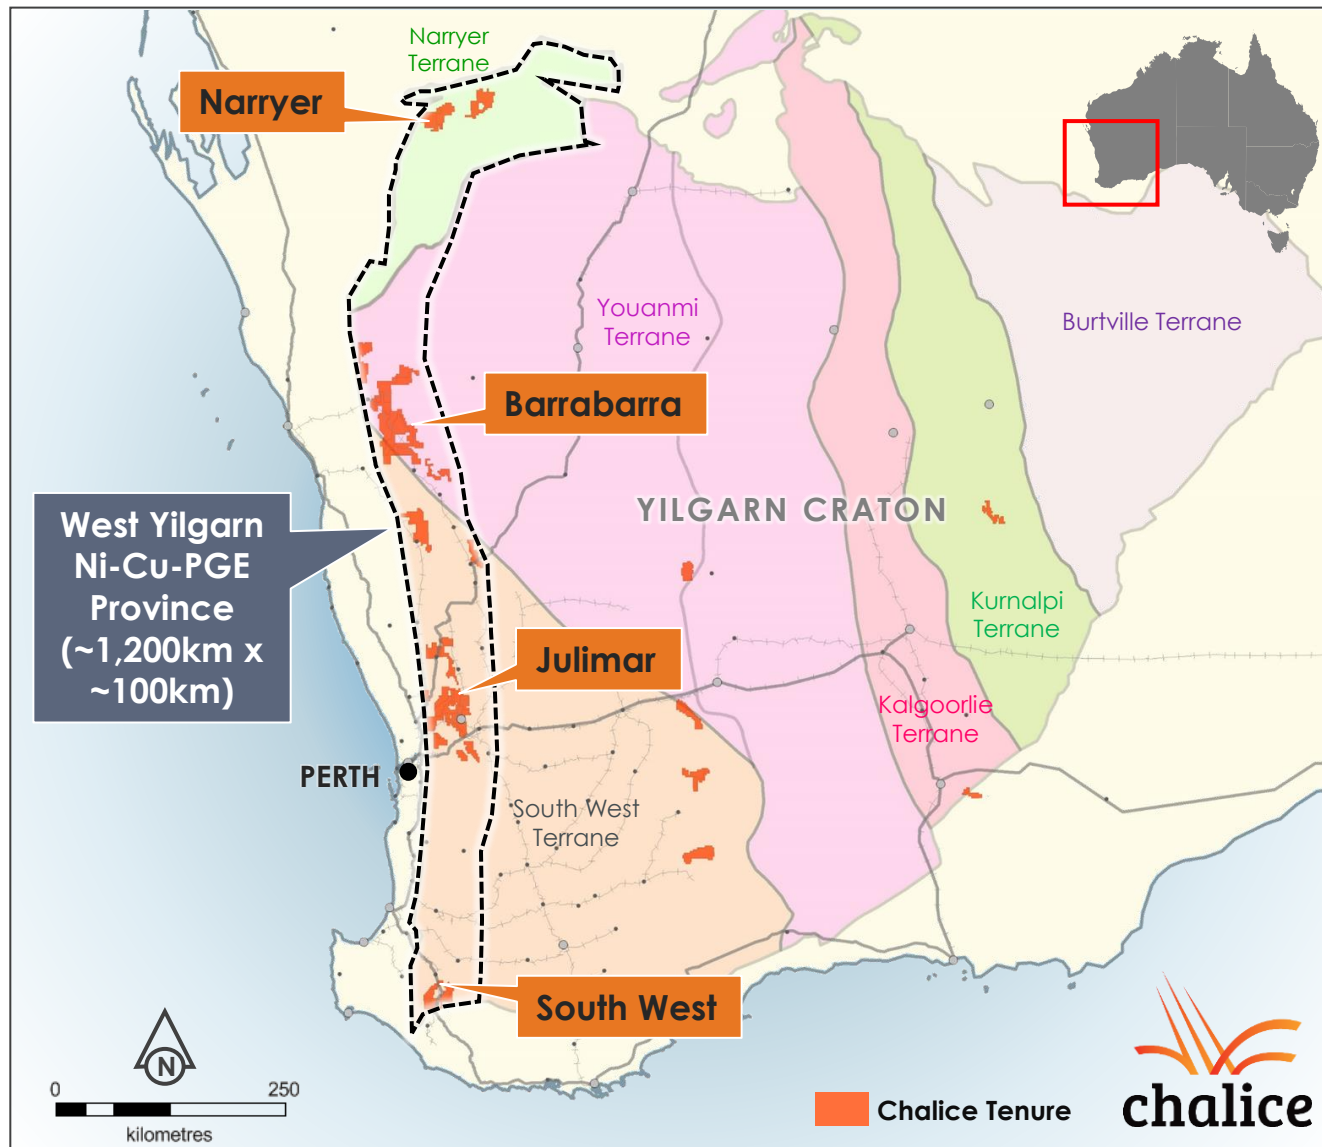 Narryer
Terrane
Narryer
Youanmi
Terrane
Burtville Terrane
Barrabarra
YILGARN CRATON
West Yilgarn
Ni-Cu-PGE
Province
(~1,200km x
~100km)
Kurnalpi
Terrane
Julimar
Kalgoorlie
Terrane
PERTH
South West
Terrane
South West
N
0 250
kilometres
Chalice Tenure
chalice